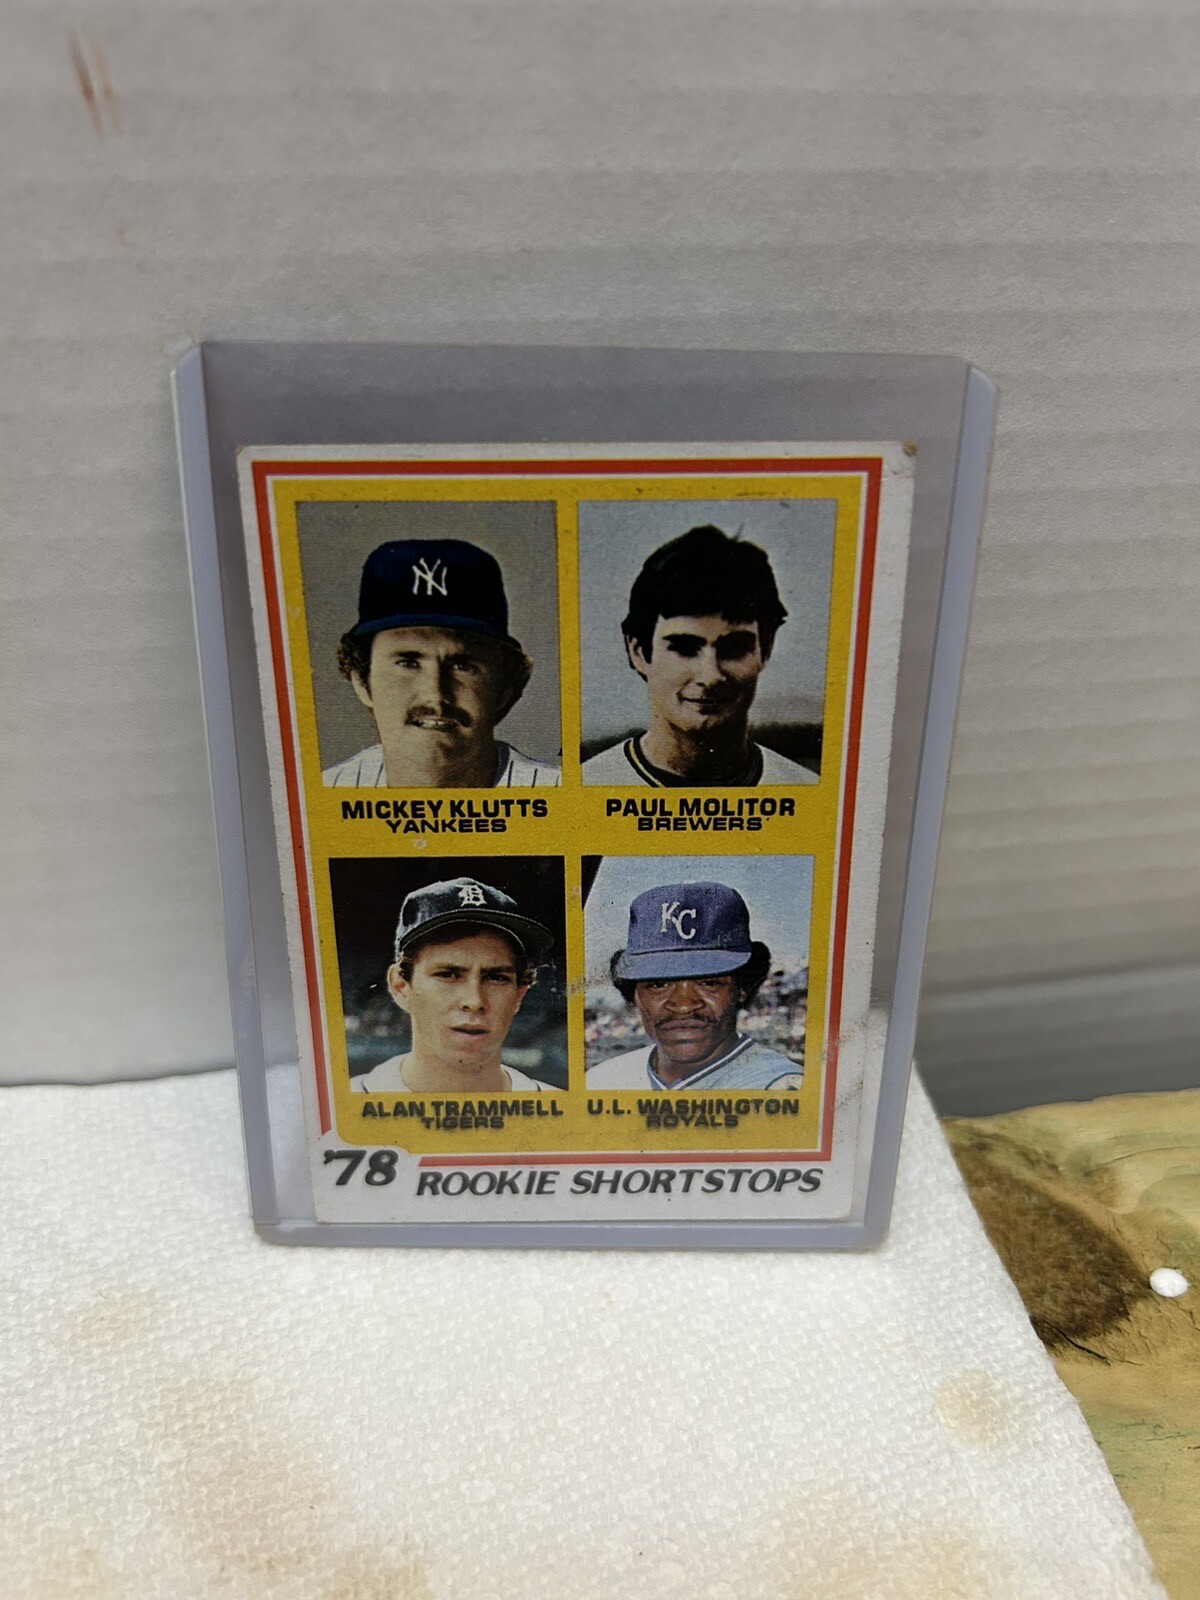 NY
MICKEY KLUTTS
YANKEES
PAUL MOLITOR
BREWERS
D
KC
ALAN TRAMMELL
TIGERS
U.L. WASHINGTON
ROYALS
'78 ROOKIE SHORTSTOPS